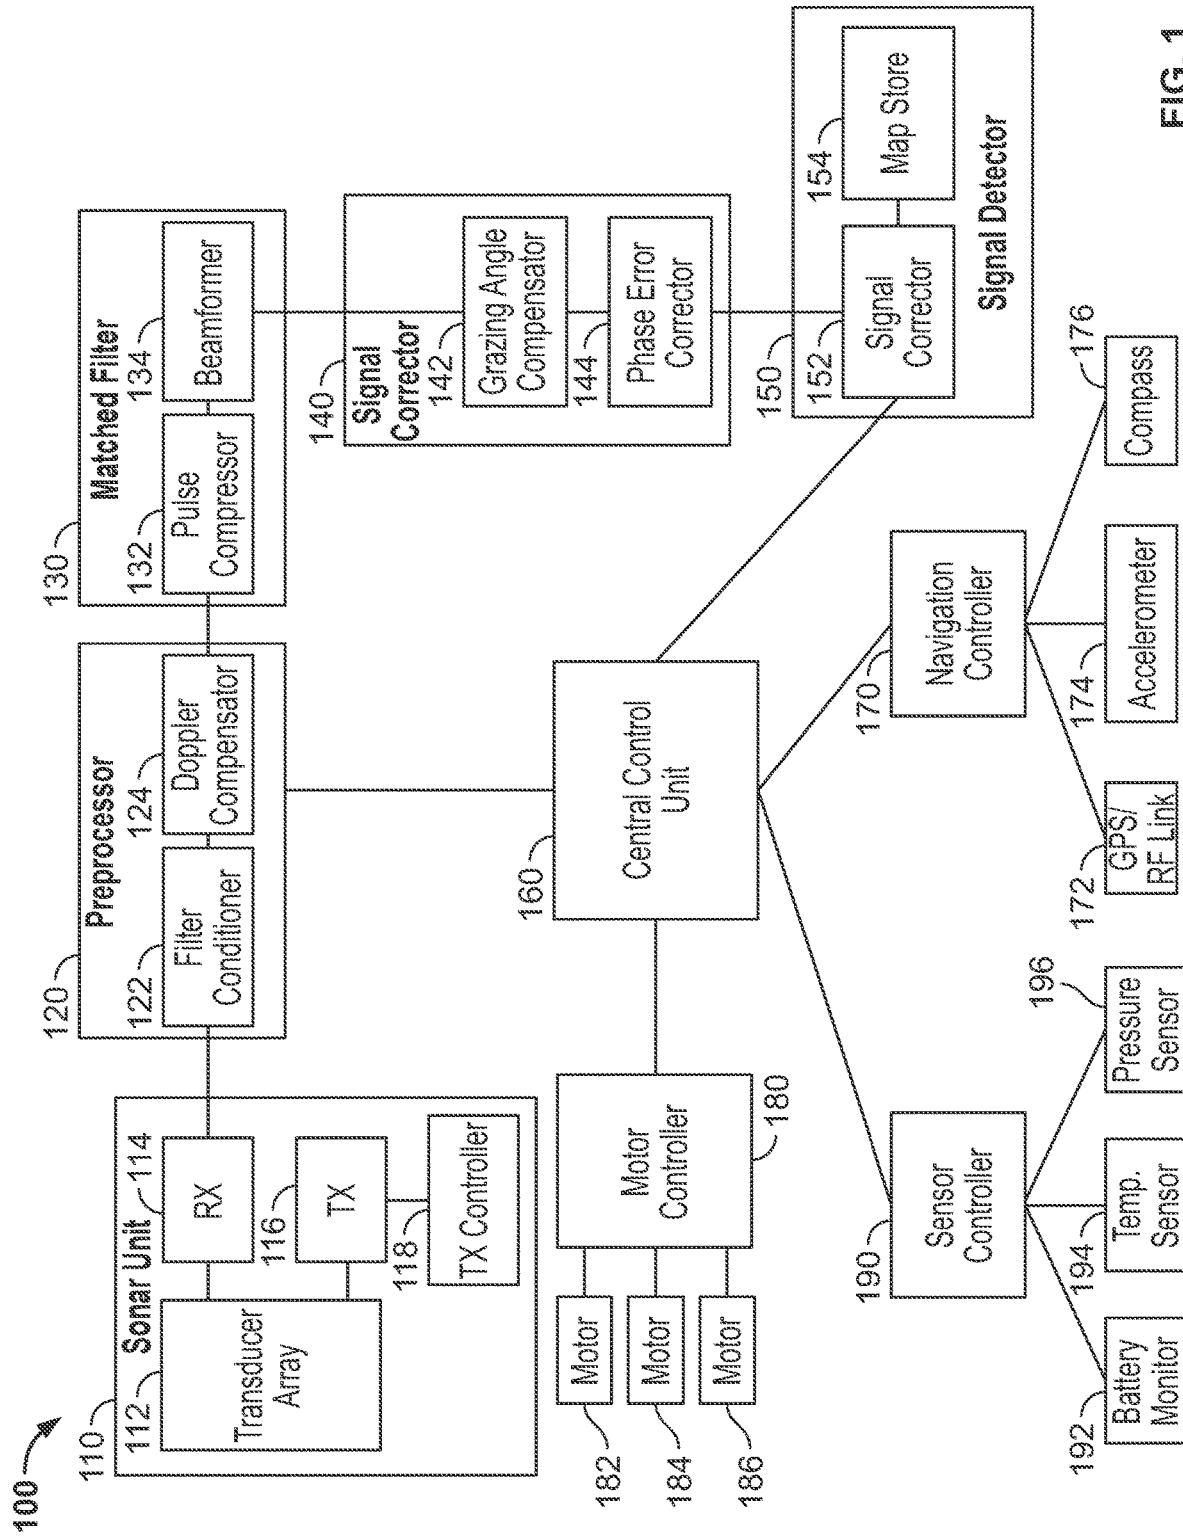 100
110
Sonar Unit
112
Transducer
Array
114
RX
116
TX
118
TX Controller
120
Preprocessor
122
Filter
Conditioner
124
Doppler
Compensator
130
Matched Filter
132
Pulse
Compressor
134
Beamformer
140
Signal
Corrector
142
Grazing Angle
Compensator
144
Phase Error
Corrector
150
152
Signal
Corrector
154
Map Store
Signal Detector
160
Central Control
Unit
182
Motor
184
Motor
186
Motor
Motor
Controller
180
190
Sensor
Controller
192
Battery
Monitor
194
Temp.
Sensor
196
Pressure
Sensor
170
Navigation
Controller
172
GPS/
RF Link
174
Accelerometer
176
Compass
FIG. 1